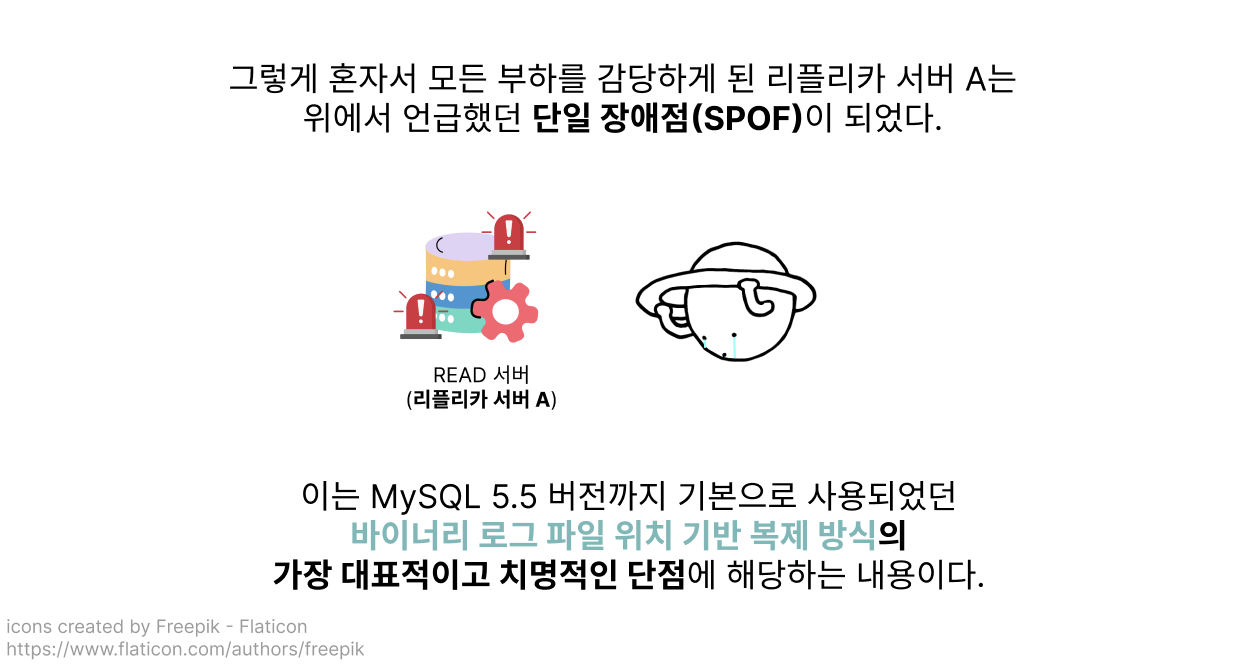 그렇게 혼자서 모든 부하를 감당하게 된 리플리카 서버 A는
위에서 언급했던 단일 장애점(SPOF)이 되었다.
READ 서버
(리플리카 서버 A)
이는 MySQL 5.5 버전까지 기본으로 사용되었던
바이너리 로그 파일 위치 기반 복제 방식의
가장 대표적이고 치명적인 단점에 해당하는 내용이다.
icons created by Freepik - Flaticon
https://www.flaticon.com/authors/freepik